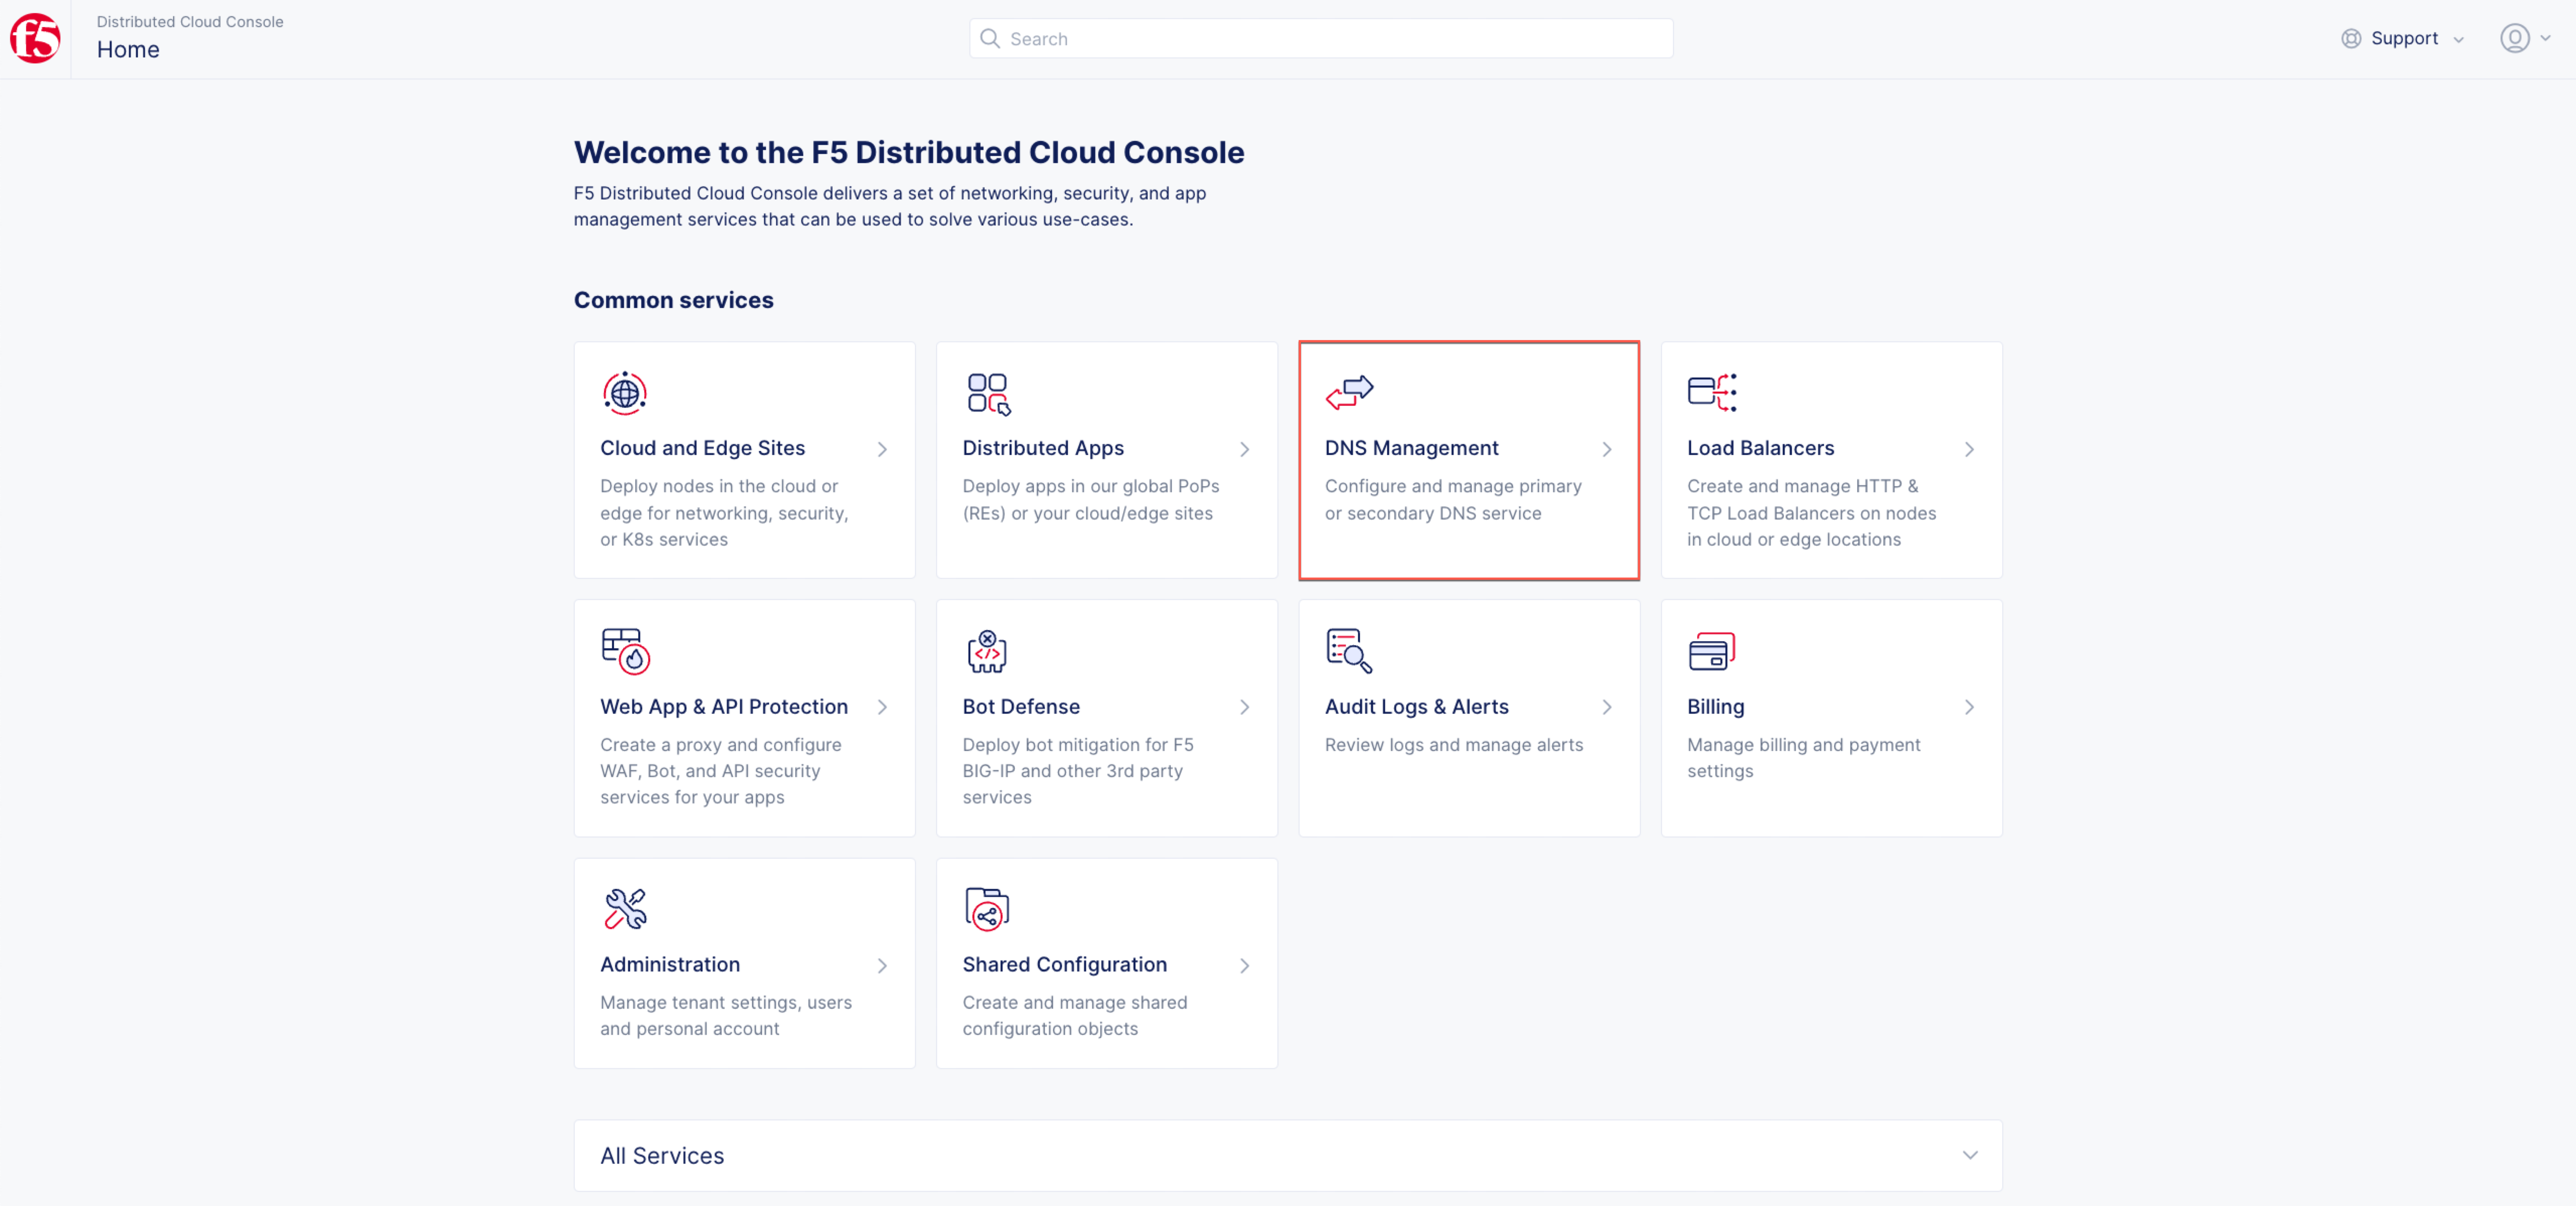 f5
Distributed Cloud Console
Home
Search
Support
Welcome to the F5 Distributed Cloud Console
F5 Distributed Cloud Console delivers a set of networking, security, and app
management services that can be used to solve various use-cases.
Common services
Cloud and Edge Sites
Deploy nodes in the cloud or
edge for networking, security,
or K8s services
Distributed Apps
Deploy apps in our global PoPs
(REs) or your cloud/edge sites
DNS Management
Configure and manage primary
or secondary DNS service
Load Balancers
Create and manage HTTP &
TCP Load Balancers on nodes
in cloud or edge locations
Web App & API Protection
Create a proxy and configure
WAF, Bot, and API security
services for your apps
Bot Defense
Deploy bot mitigation for F5
BIG-IP and other 3rd party
services
Audit Logs & Alerts
Review logs and manage alerts
Billing
Manage billing and payment
settings
Administration
Manage tenant settings, users
and personal account
Shared Configuration
Create and manage shared
configuration objects
All Services